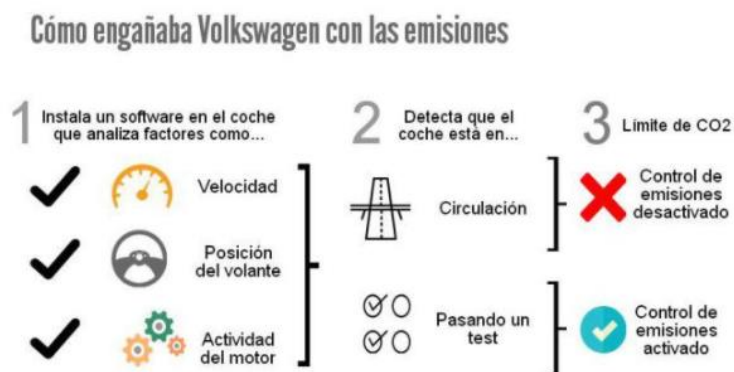 Cómo engañaba Volkswagen con las emisiones
1
Instala un software en el coche
que analiza factores como...
Velocidad
Posición
del volante
Actividad
del motor
2
Detecta que el
coche está en...
Circulación
Pasando un
test
3
Límite de CO2
Control de
emisiones
desactivado
Control de
emisiones
activado